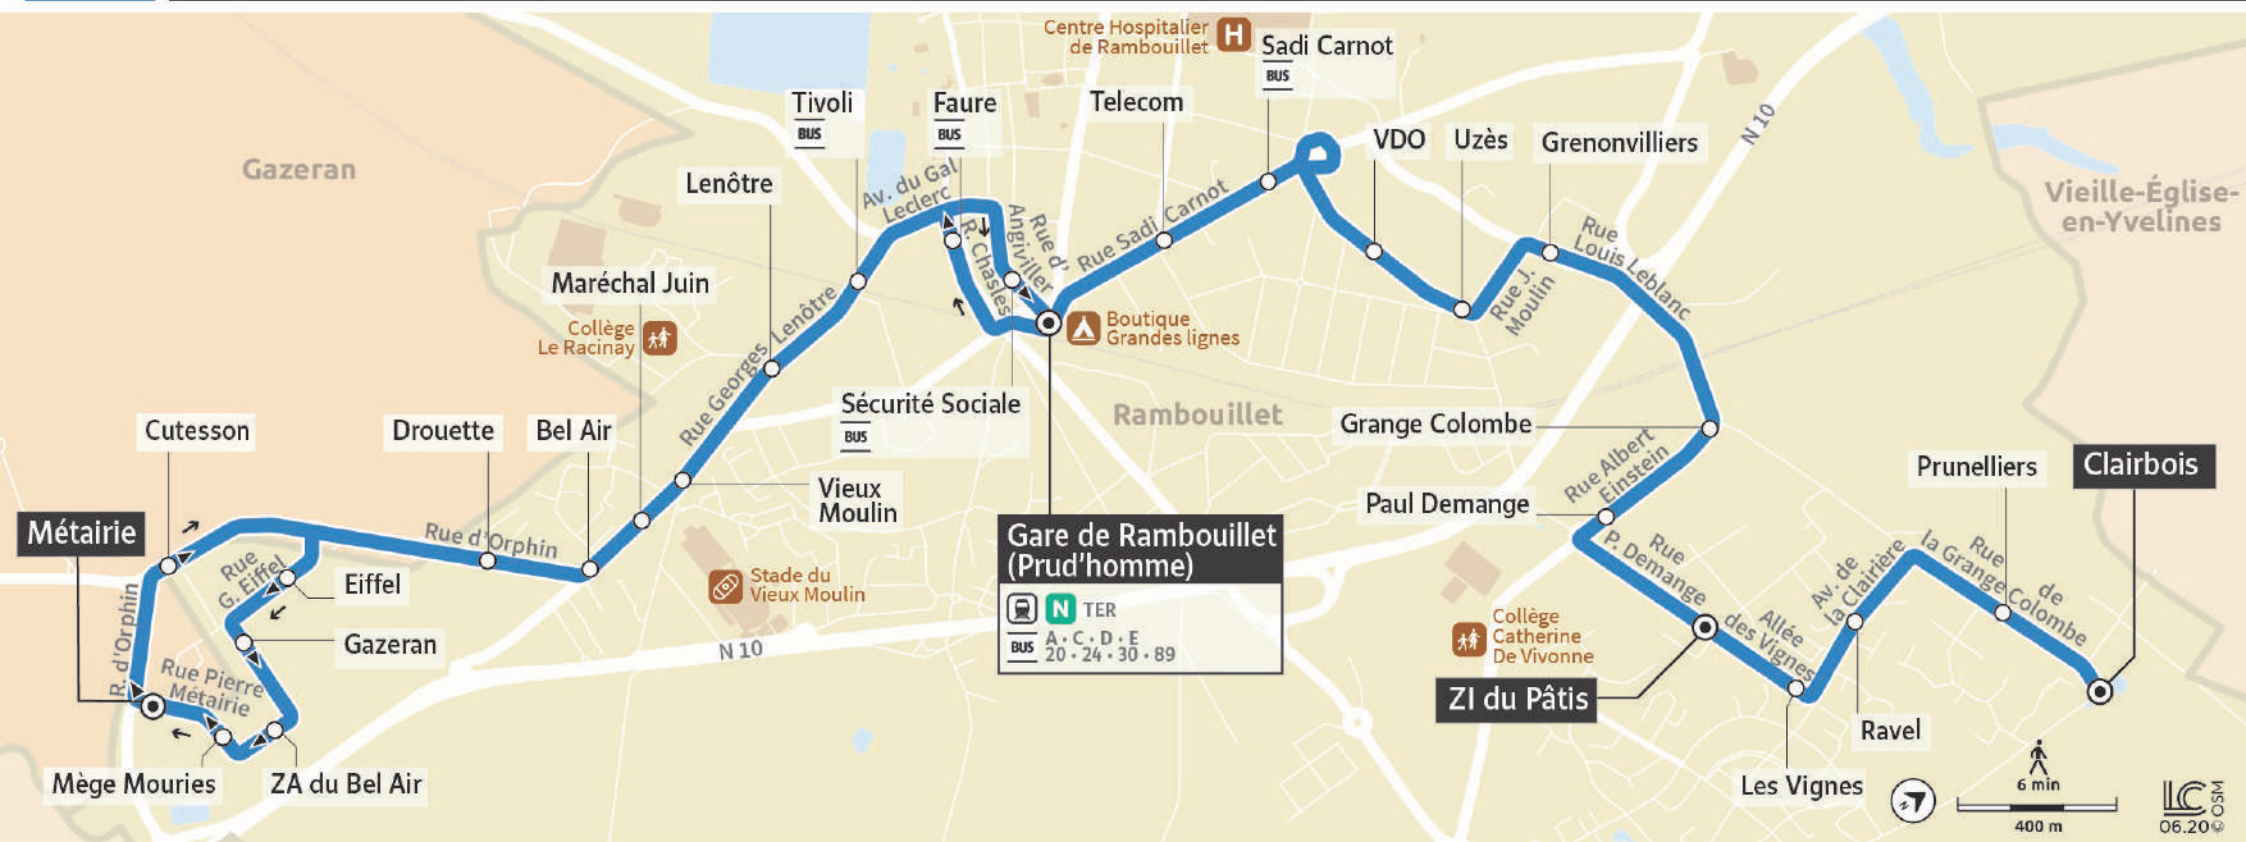 Centre Hospitalier
de Rambouillet
H
Sadi Carnot
BUS
Tivoli
BUS
Faure
BUS
Telecom
VDO
Uzès
Grenonvilliers
N 10
Gazeran
Lenôtre
Av. du Gal
Leclerc
R. Chasles
Rue d'
Angiviller
Rue Sadi Carnot
Rue J.
Moulin
Rue
Louis Leblanc
Vieille-Église-
en-Yvelines
Maréchal Juin
Collège
Le Racinay
Rue Georges Lenôtre
Boutique
Grandes lignes
Sécurité Sociale
BUS
Rambouillet
Grange Colombe
Cutesson
Drouette
Bel Air
Vieux
Moulin
Rue Albert
Einstein
Paul Demange
Prunelliers
Clairbois
Métairie
Rue d'Orphin
Rue
G. Eiffel
Eiffel
Gazeran
R. d'Orphin
Rue Pierre
Métairie
Mège Mouries
ZA du Bel Air
Stade du
Vieux Moulin
N 10
Gare de Rambouillet
(Prud'homme)
N TER
BUS
A • C • D • E
20 • 24 • 30 • 89
Rue
P. Demange
Collège
Catherine
De Vivonne
ZI du Pâtis
Allée
des Vignes
Av. de
la Clairière
Rue de
la Grange Colombe
Les Vignes
Ravel
N
6 min
400 m
LC
06.20
© OSM